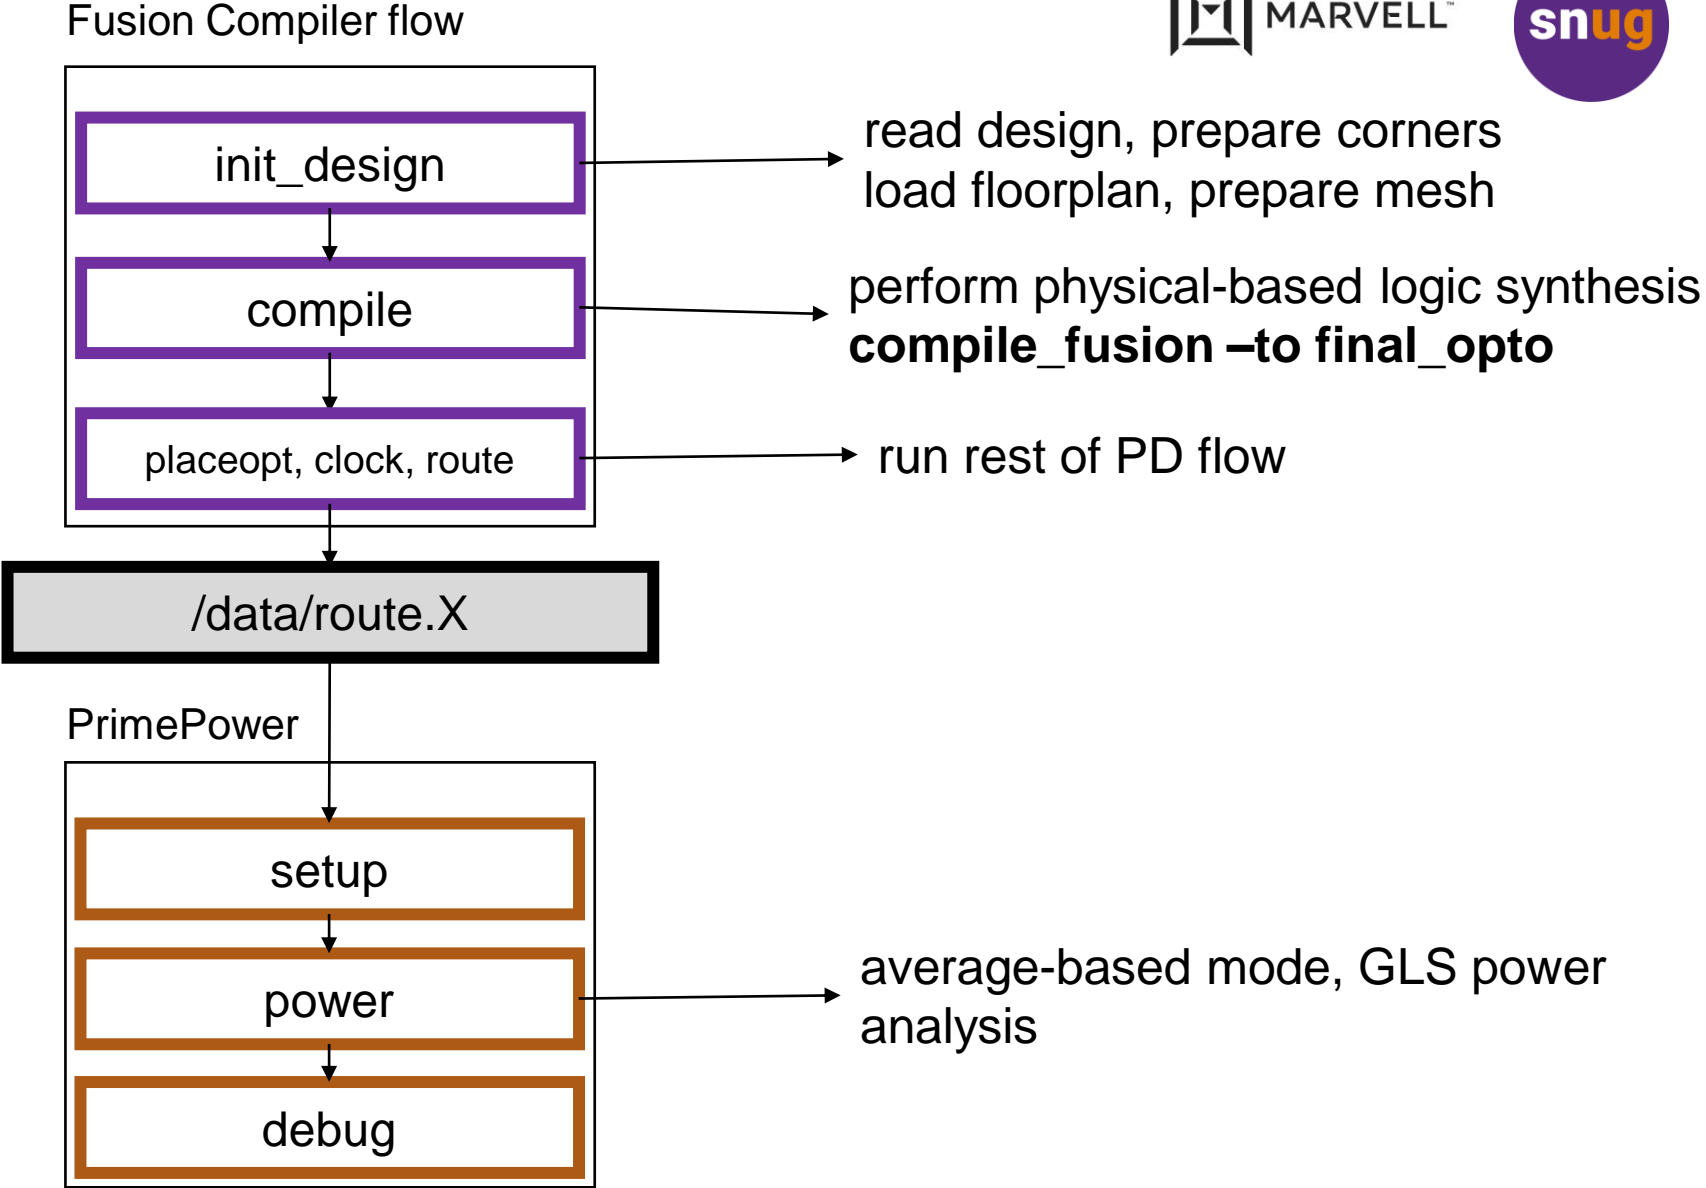 Fusion Compiler flow
MARVELL™
snug
init_design
read design, prepare corners
load floorplan, prepare mesh
compile
perform physical-based logic synthesis
compile_fusion –to final_opto
placeopt, clock, route
run rest of PD flow
/data/route.X
PrimePower
setup
power
average-based mode, GLS power
analysis
debug